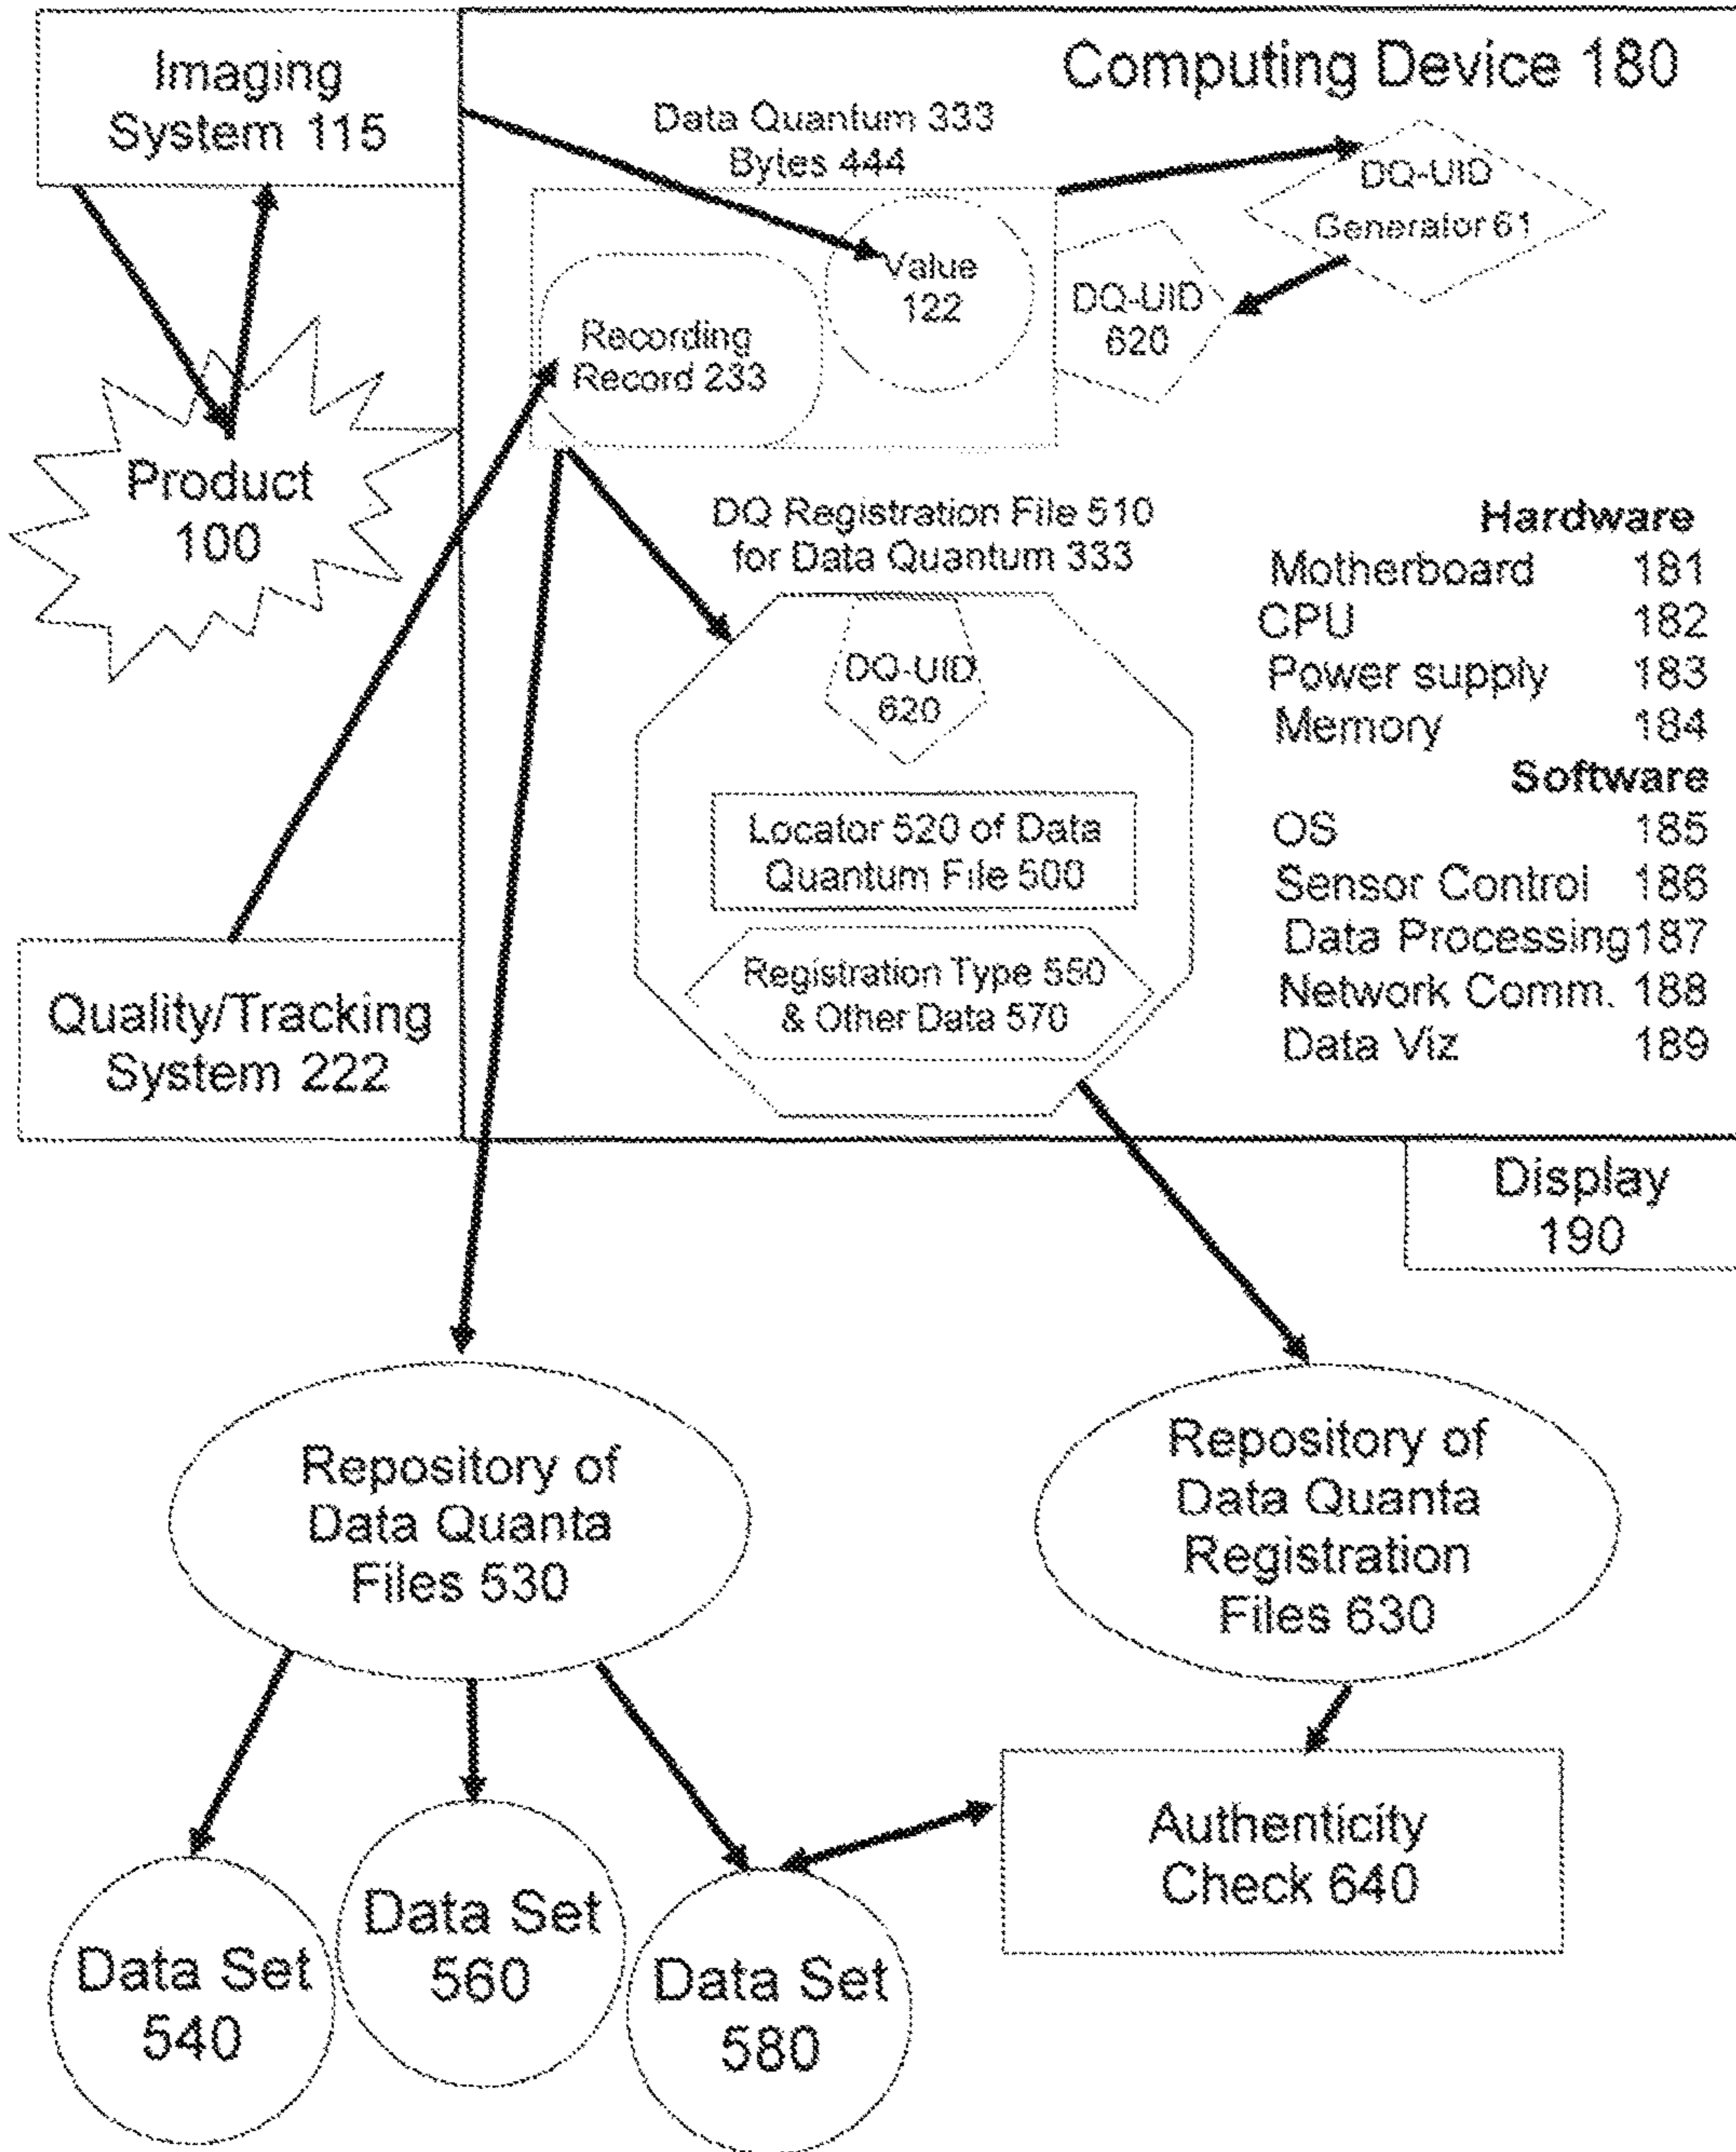 Imaging
System 115
Computing Device 180
Data Quantum 333
Bytes 444
DQ-UID
Generator 61
Value
122
DQ-UID
620
Recording
Record 233
Product
100
DQ Registration File 510
for Data Quantum 333
DQ-UID
620
Locator 520 of Data
Quantum File 500
Registration Type 550
& Other Data 570
Hardware
Motherboard 181
CPU 182
Power supply 183
Memory 184
Software
OS 185
Sensor Control 186
Data Processing187
Network Comm. 188
Data Viz 189
Quality/Tracking
System 222
Display
190
Repository of
Data Quanta
Files 530
Repository of
Data Quanta
Registration
Files 630
Authenticity
Check 640
Data Set
540
Data Set
560
Data Set
580